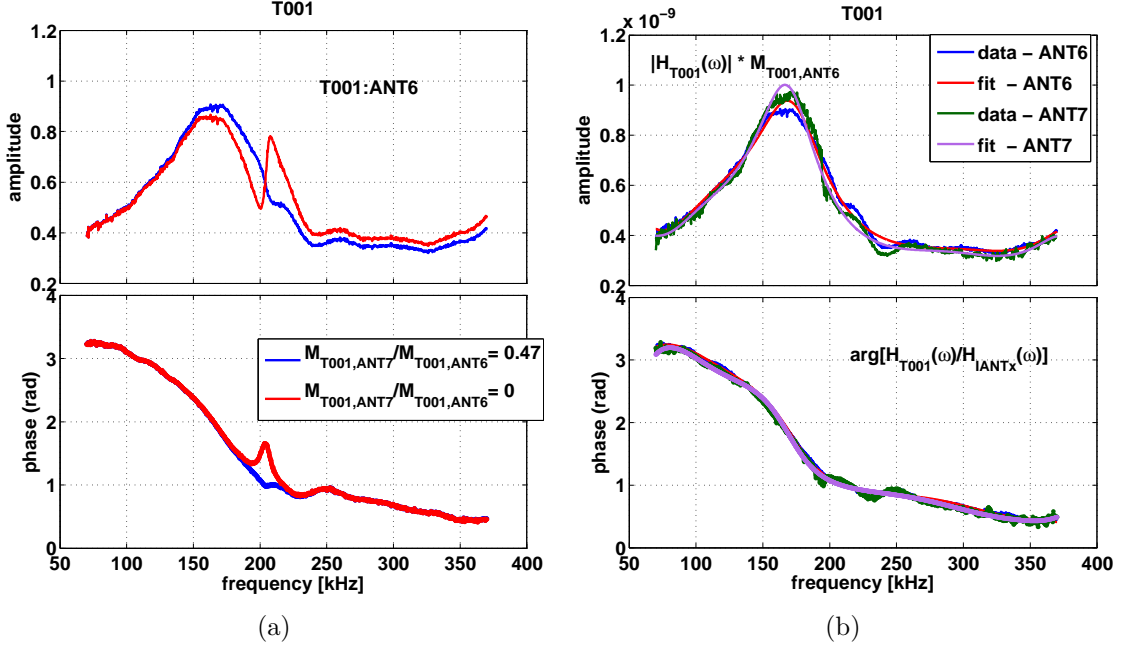 T001
1.2
1.0
0.8
0.6
0.4
0.2
amplitude
T001:ANT6
4
3
2
1
0
phase (rad)
M_T001,ANT7/M_T001,ANT6= 0.47
M_T001,ANT7/M_T001,ANT6= 0
50 100 150 200 250 300 350 400
frequency [kHz]
(a)
x 10^−9
T001
1.2
1.0
0.8
0.6
0.4
0.2
amplitude
|H_T001(ω)| * M_T001,ANT6
data − ANT6
fit − ANT6
data − ANT7
fit − ANT7
4
3
2
1
0
phase (rad)
arg[H_T001(ω)/H_IANTx(ω)]
50 100 150 200 250 300 350 400
frequency [kHz]
(b)